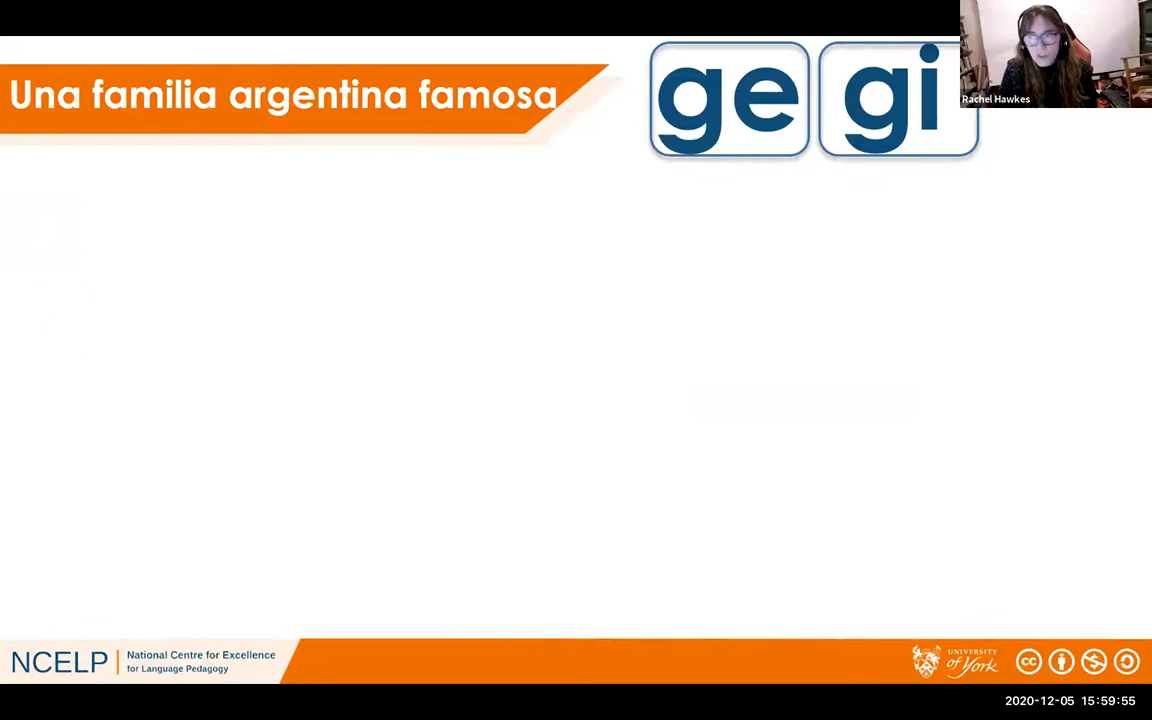 Una familia argentina famosa
ge gi
Rachel Hawkes
NCELP
National Centre for Excellence
for Language Pedagogy
UNIVERSITY
of York
cc
2020-12-05 15:59:55